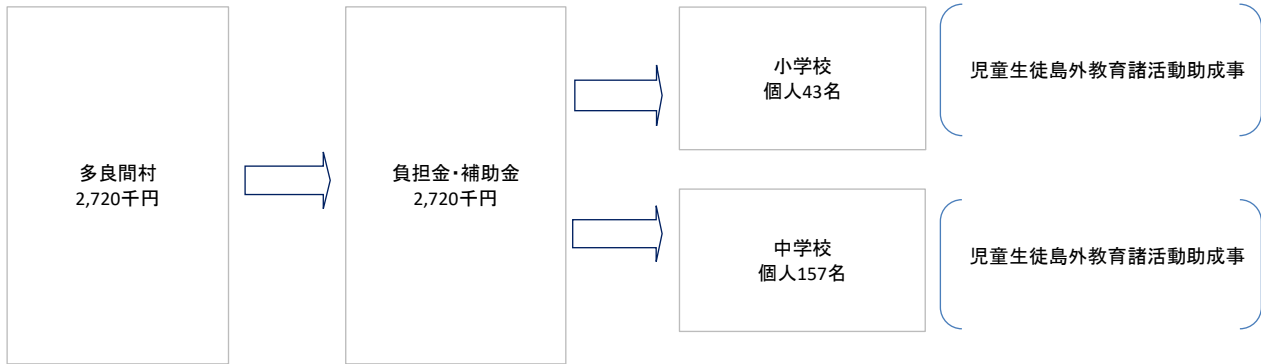 多良間村
2,720千円
負担金・補助金
2,720千円
小学校
個人43名
児童生徒島外教育諸活動助成事
中学校
個人157名
児童生徒島外教育諸活動助成事